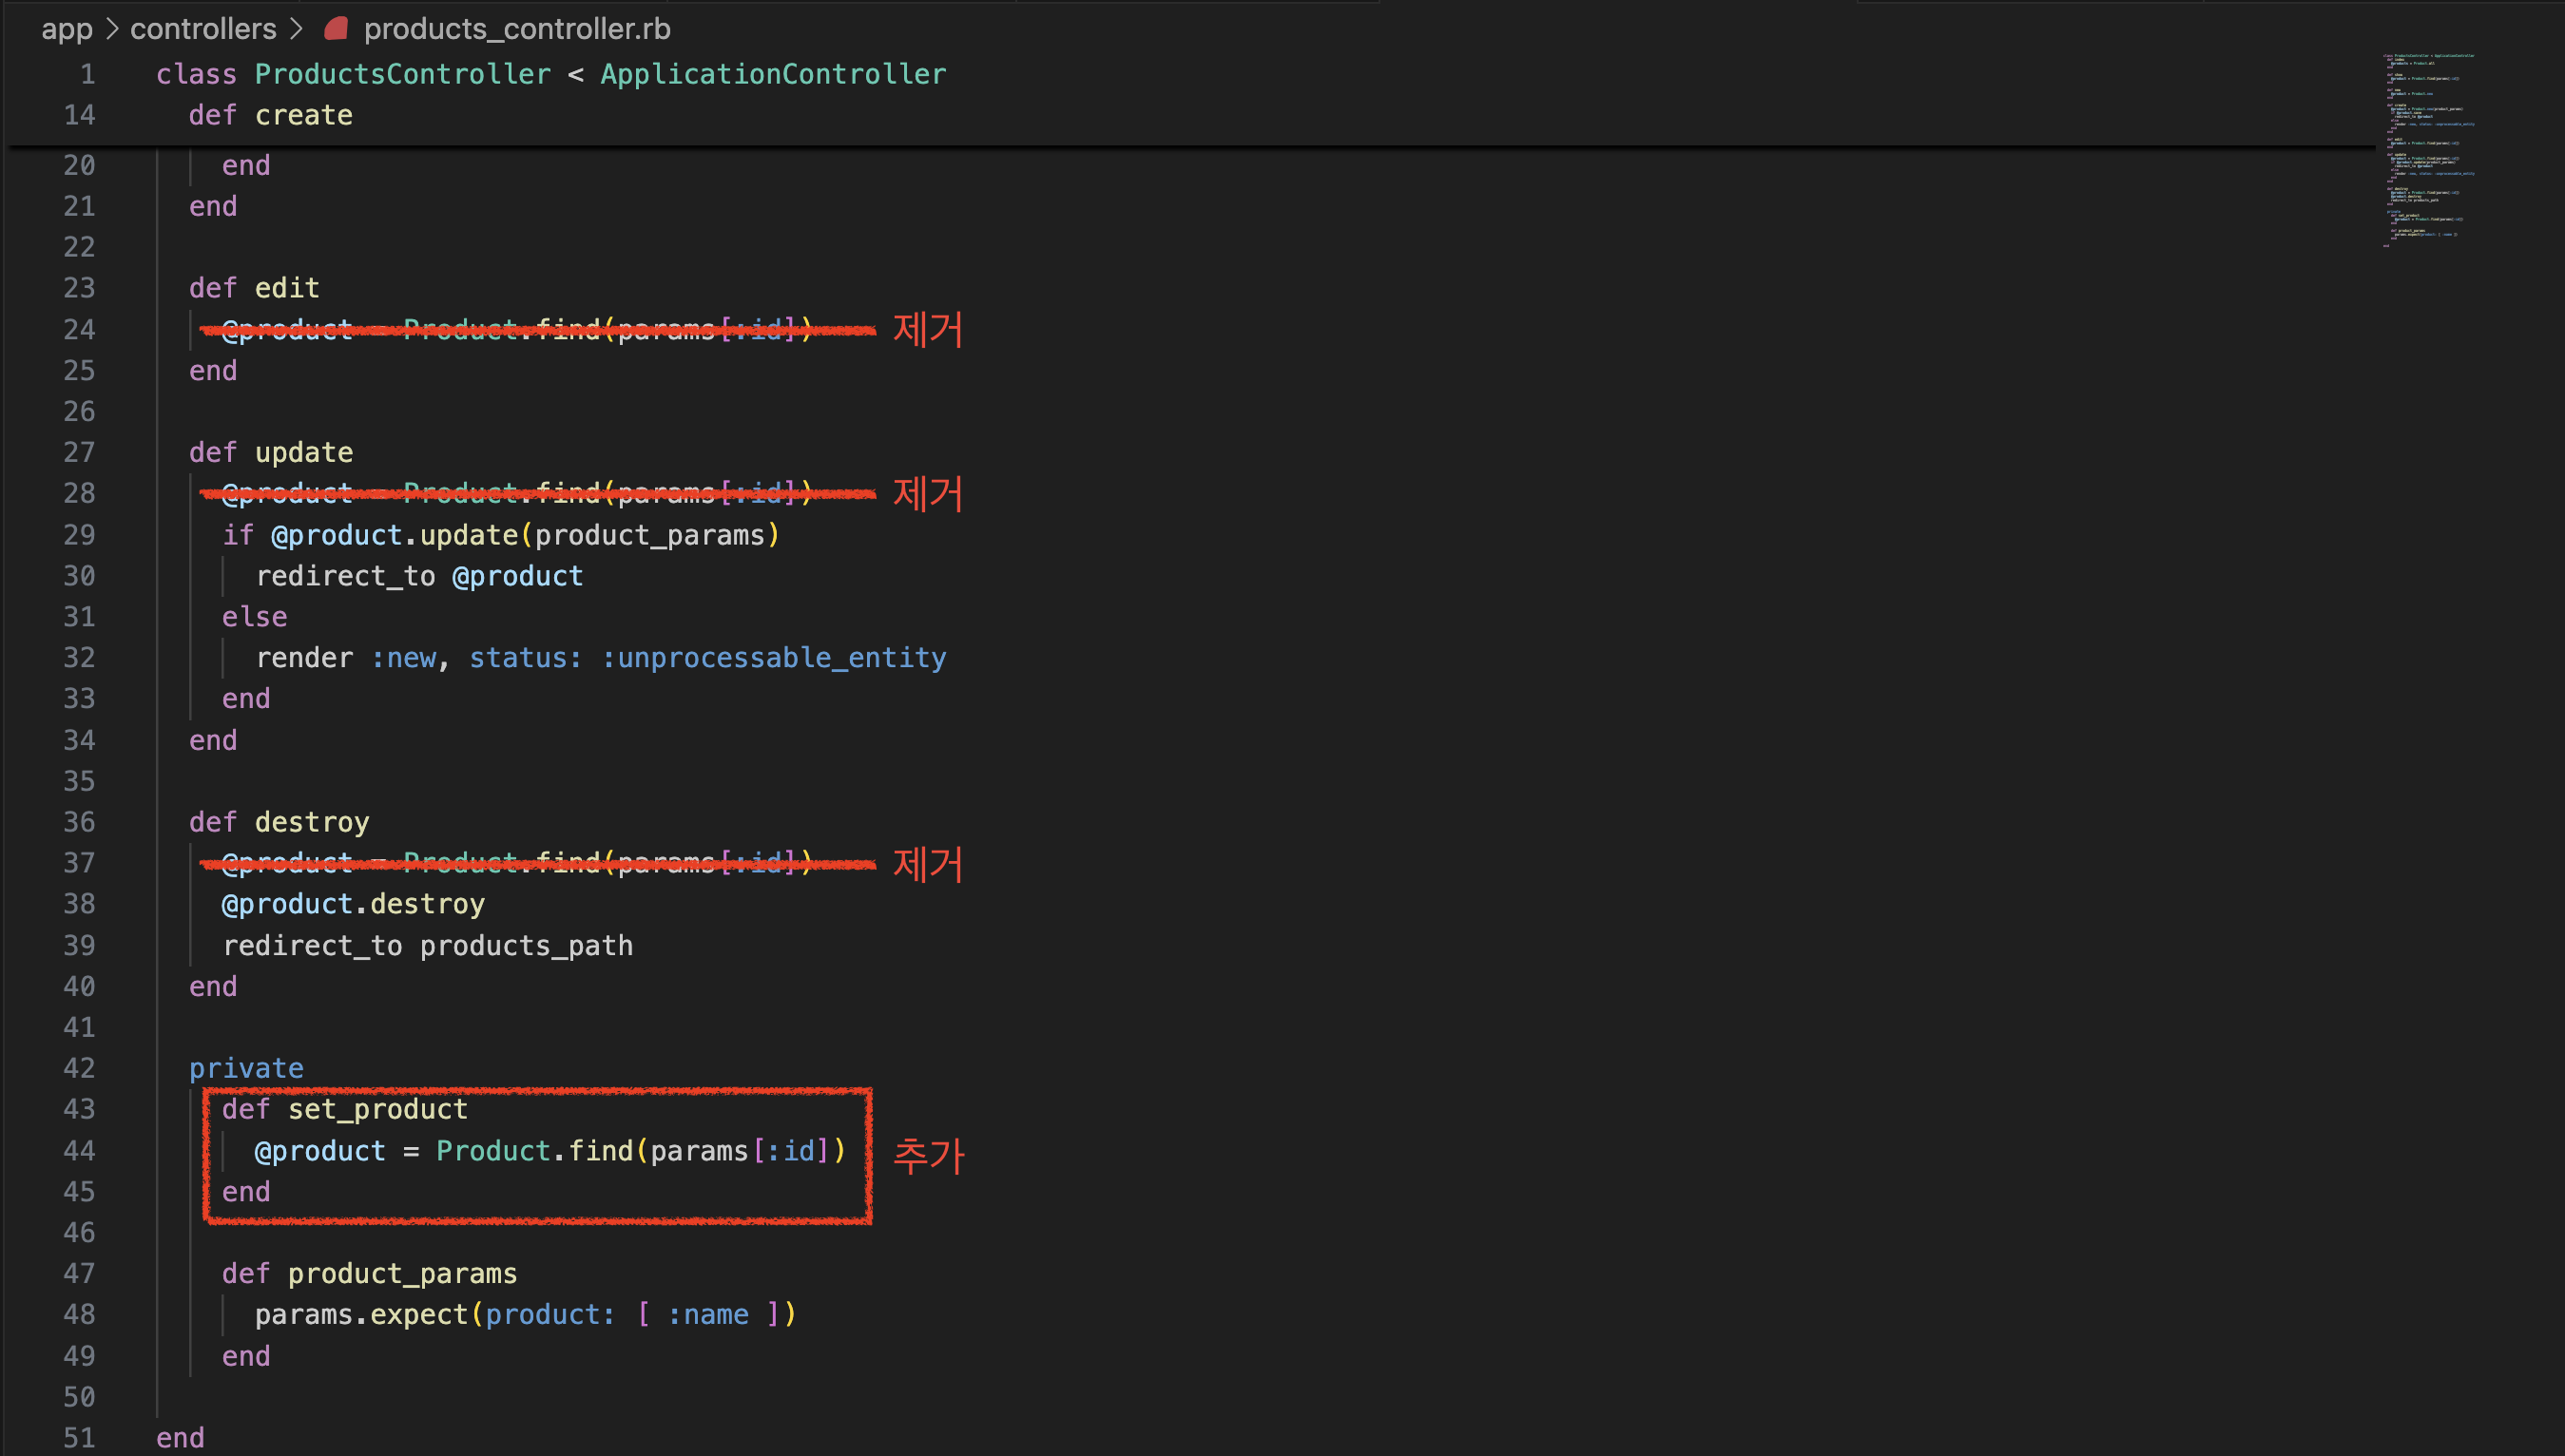 app > controllers > products_controller.rb
1 class ProductsController < ApplicationController
14 def create
20 end
21 end
22
23 def edit
24 @product = Product.find(params[:id]) 제거
25 end
26
27 def update
28 @product = Product.find(params[:id]) 제거
29 if @product.update(product_params)
30 redirect_to @product
31 else
32 render :new, status: :unprocessable_entity
33 end
34 end
35
36 def destroy
37 @product = Product.find(params[:id]) 제거
38 @product.destroy
39 redirect_to products_path
40 end
41
42 private
43 def set_product
44 @product = Product.find(params[:id]) 추가
45 end
46
47 def product_params
48 params.expect(product: [ :name ])
49 end
50
51 end